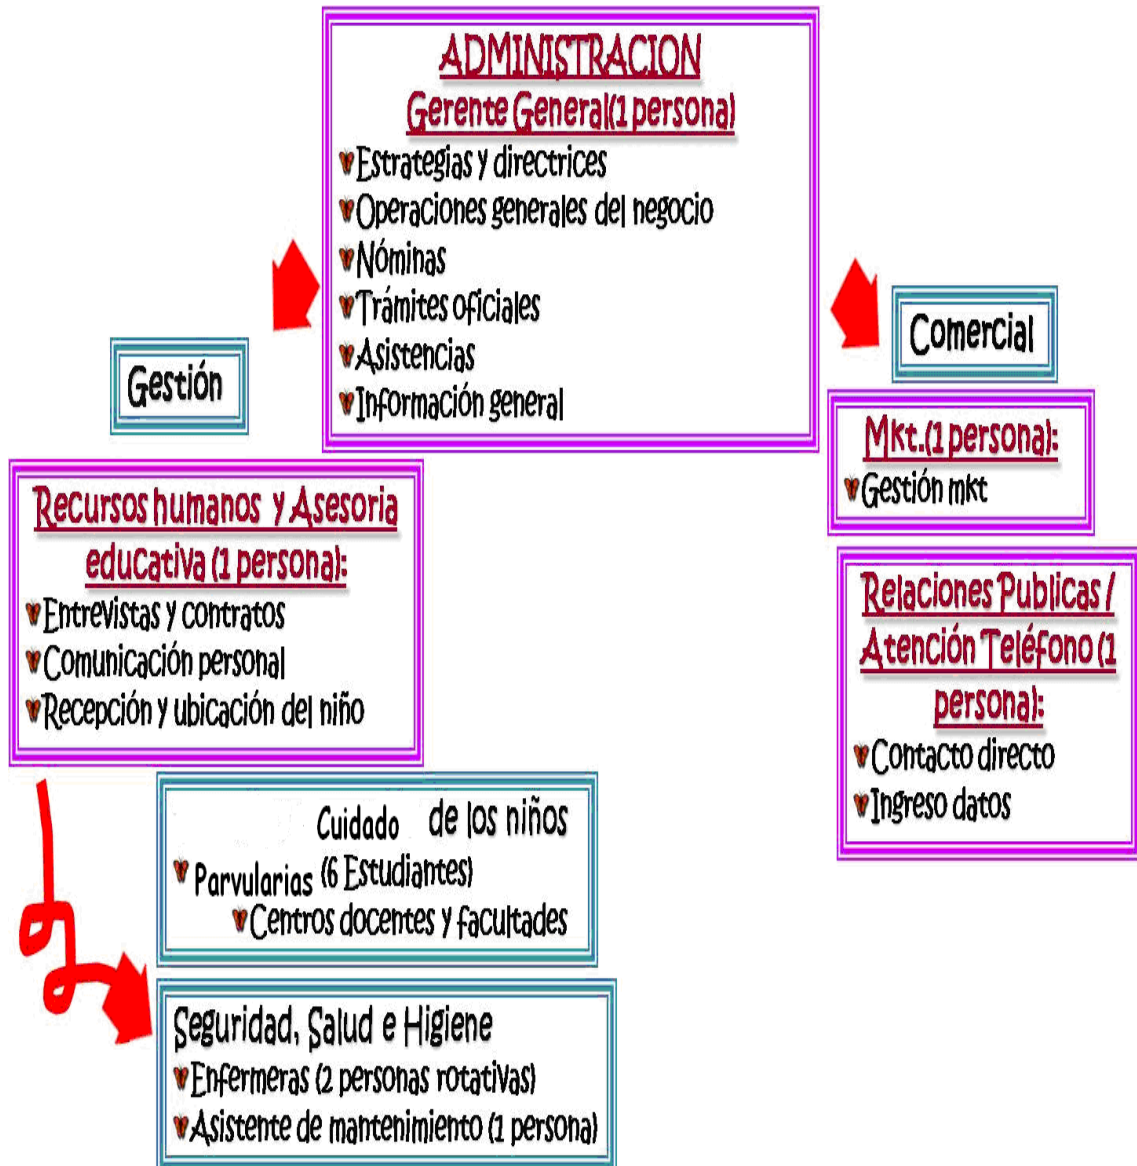 ADMINISTRACION
Gerente General(1 persona)
Estrategias y directrices
Operaciones generales del negocio
Nóminas
Trámites oficiales
Asistencias
Información general
Gestión
Comercial
Recursos humanos y Asesoria
educativa (1 persona):
Entrevistas y contratos
Comunicación personal
Recepción y ubicación del niño
Mkt.(1 persona):
Gestión mkt
Relaciones Publicas /
Atención Teléfono (1
persona):
Contacto directo
Ingreso datos
Cuidado de los niños
Parvularias (6 Estudiantes)
Centros docentes y facultades
Seguridad, Salud e Higiene
Enfermeras (2 personas rotativas)
Asistente de mantenimiento (1 persona)